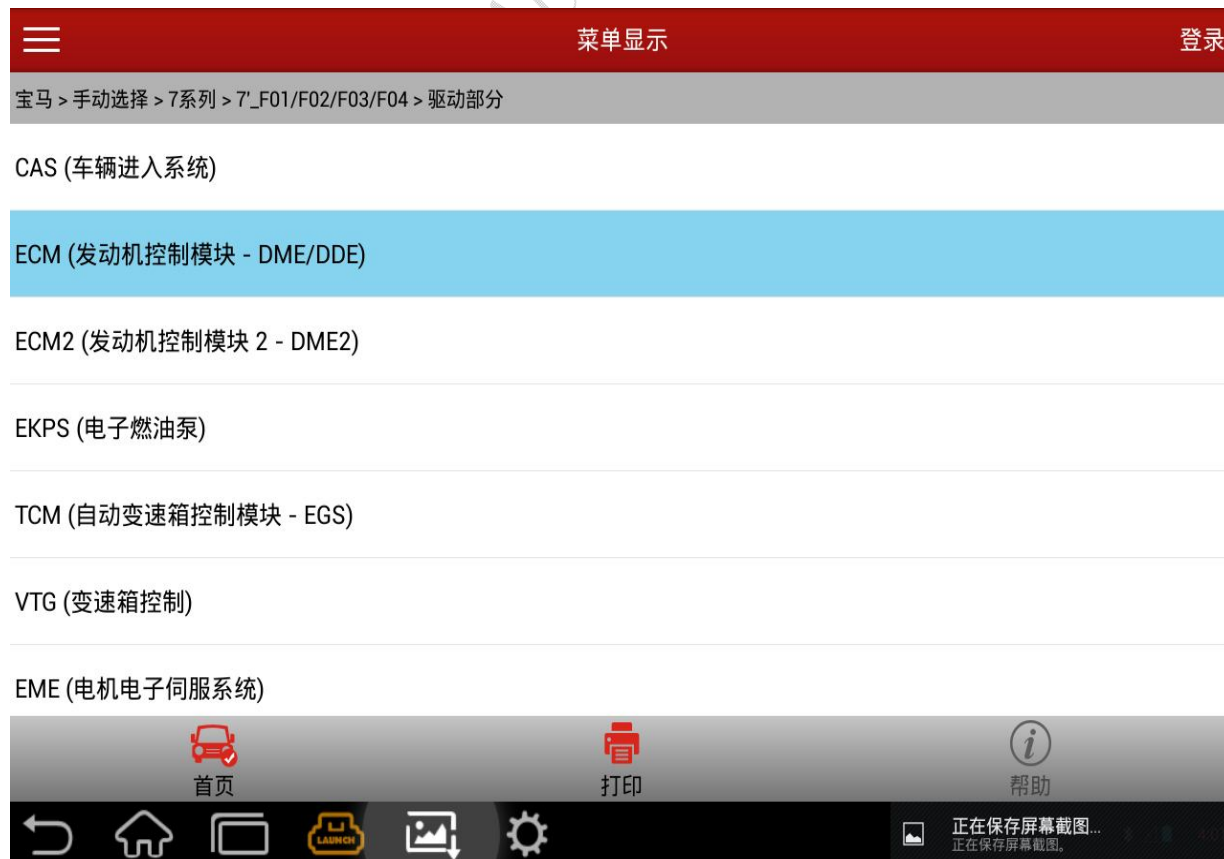 菜单显示
登录
宝马 > 手动选择 > 7系列 > 7'_F01/F02/F03/F04 > 驱动部分
CAS (车辆进入系统)
ECM (发动机控制模块 - DME/DDE)
ECM2 (发动机控制模块 2 - DME2)
EKPS (电子燃油泵)
TCM (自动变速箱控制模块 - EGS)
VTG (变速箱控制)
EME (电机电子伺服系统)
首页
打印
帮助
LAUNCH
正在保存屏幕截图...
正在保存屏幕截图。